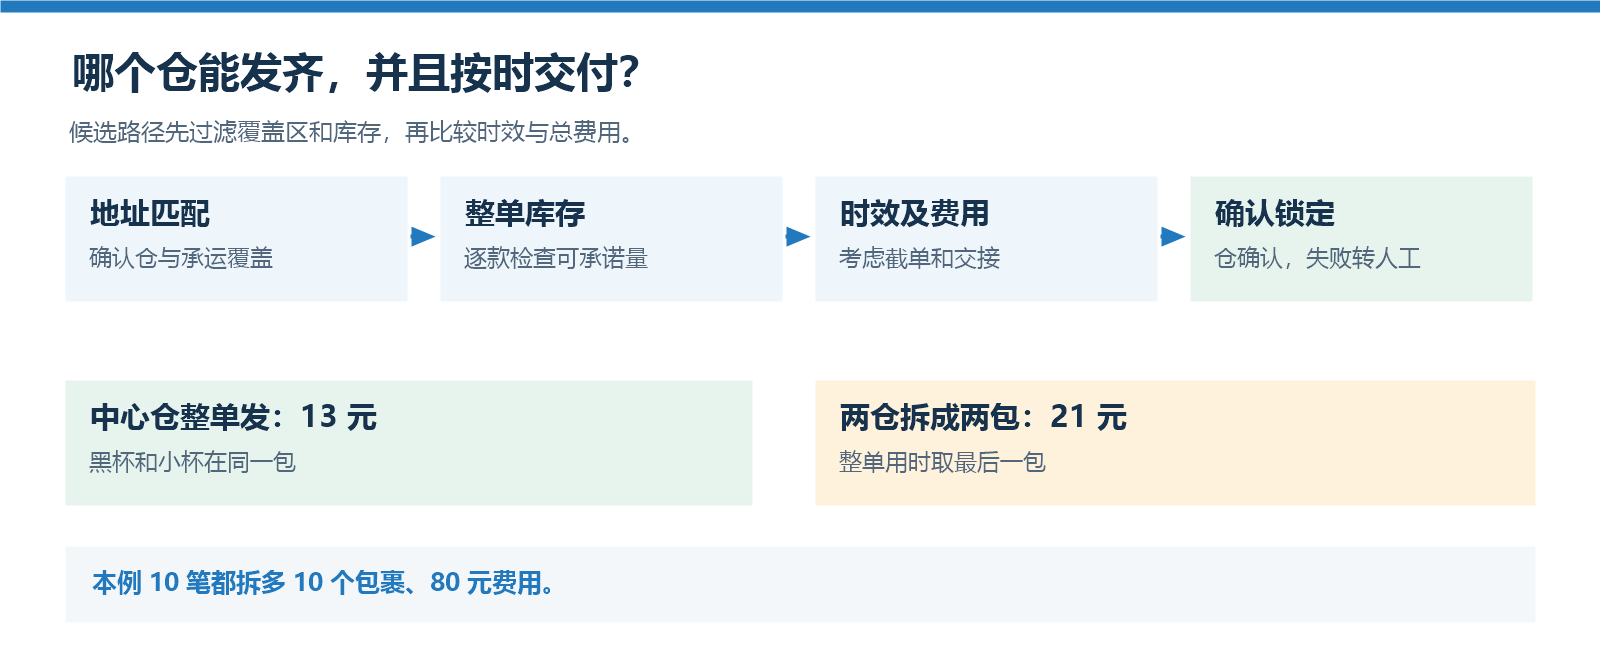 哪个仓能发齐，并且按时交付？
候选路径先过滤覆盖区和库存，再比较时效与总费用。
地址匹配
确认仓与承运覆盖
整单库存
逐款检查可承诺量
时效及费用
考虑截单和交接
确认锁定
仓确认，失败转人工
中心仓整单发：13 元
黑杯和小杯在同一包
两仓拆成两包：21 元
整单用时取最后一包
本例 10 笔都拆多 10 个包裹、80 元费用。